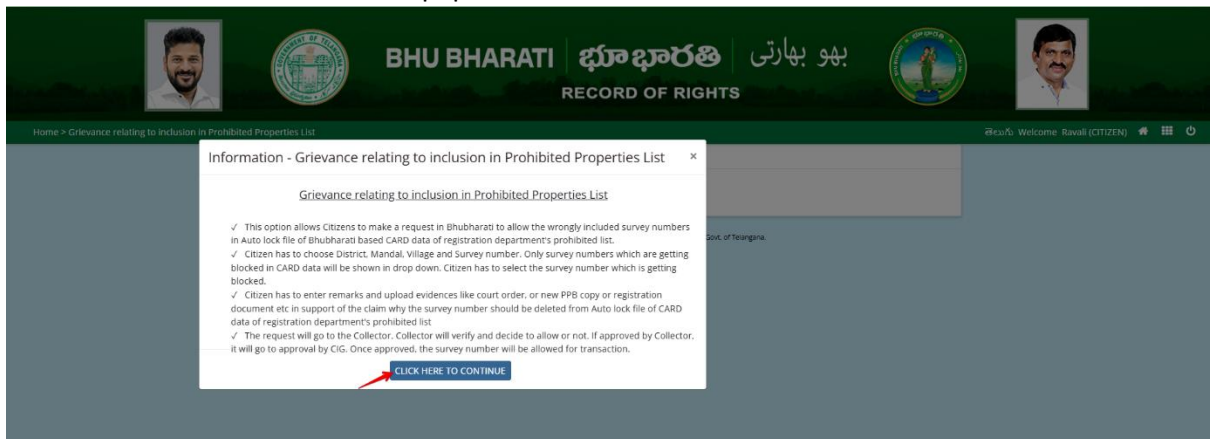 BHU BHARATI భూ భారతి بھو بھارتی
RECORD OF RIGHTS
Home > Grievance relating to inclusion in Prohibited Properties List
తెలుగు Welcome Ravali (CITIZEN)
Information - Grievance relating to inclusion in Prohibited Properties List ×
Grievance relating to inclusion in Prohibited Properties List
✓ This option allows Citizens to make a request in Bhubharati to allow the wrongly included survey numbers
in Auto lock file of Bhubharati based CARD data of registration department's prohibited list.
✓ Citizen has to choose District, Mandal, Village and Survey number. Only survey numbers which are getting
blocked in CARD data will be shown in drop down. Citizen has to select the survey number which is getting
blocked.
✓ Citizen has to enter remarks and upload evidences like court order, or new PPB copy or registration
document etc in support of the claim why the survey number should be deleted from Auto lock file of CARD
data of registration department's prohibited list
✓ The request will go to the Collector. Collector will verify and decide to allow or not. If approved by Collector,
it will go to approval by CIG. Once approved, the survey number will be allowed for transaction.
Govt. of Telangana.
CLICK HERE TO CONTINUE